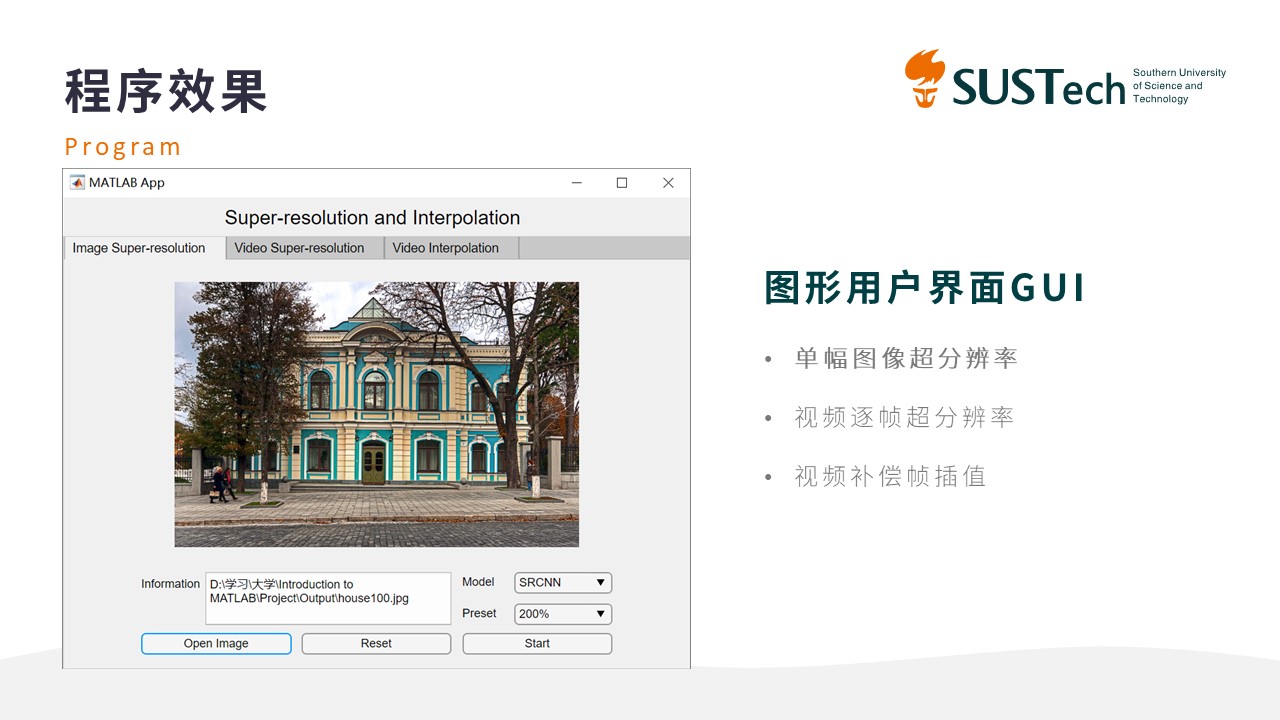 程序效果
Program
SUSTech
Southern University
of Science and
Technology
MATLAB App
Super-resolution and Interpolation
Image Super-resolution
Video Super-resolution
Video Interpolation
Information
D:\学习\大学\Introduction to
MATLAB\Project\Output\house100.jpg
Model
SRCNN
Preset
200%
Open Image
Reset
Start
图形用户界面GUI
• 单幅图像超分辨率
• 视频逐帧超分辨率
• 视频补偿帧插值